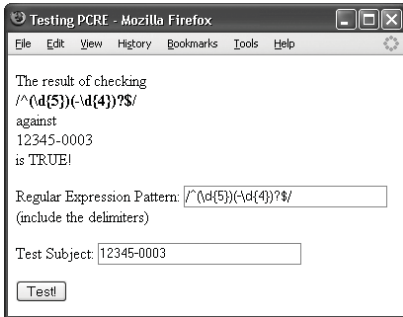 Testing PCRE - Mozilla Firefox
File Edit View History Bookmarks Tools Help
The result of checking
/^(\d{5})(-\d{4})?$/
against
12345-0003
is TRUE!
Regular Expression Pattern: /^(\d{5})(-\d{4})?$/
(include the delimiters)
Test Subject: 12345-0003
Test!